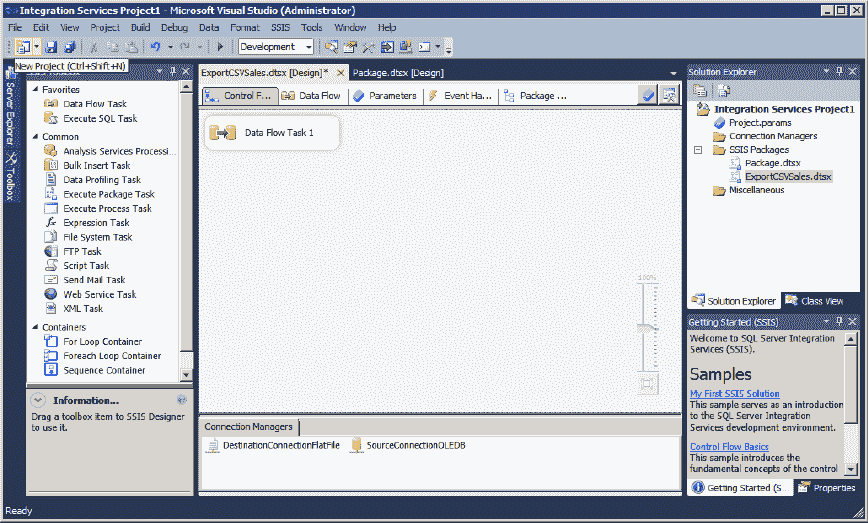 Integration Services Project1 - Microsoft Visual Studio (Administrator)
File Edit View Project Build Debug Data Format SSIS Tools Window Help
Development
New Project (Ctrl+Shift+N)
Server Explorer
Toolbox
Favorites
Data Flow Task
Execute SQL Task
Common
Analysis Services Processi...
Bulk Insert Task
Data Profiling Task
Execute Package Task
Execute Process Task
Expression Task
File System Task
FTP Task
Script Task
Send Mail Task
Web Service Task
XML Task
Containers
For Loop Container
Foreach Loop Container
Sequence Container
Information...
Drag a toolbox item to SSIS Designer
to use it.
ExportCSVSales.dtsx [Design]* Package.dtsx [Design]
Control F... Data Flow Parameters Event Ha... Package ...
Data Flow Task 1
100%
Connection Managers
DestinationConnectionFlatFile SourceConnectionOLEDB
Solution Explorer
Integration Services Project1
Project.params
Connection Managers
SSIS Packages
Package.dtsx
ExportCSVSales.dtsx
Miscellaneous
Solution Explorer Class View
Getting Started (SSIS)
Welcome to SQL Server Integration
Services (SSIS).
Samples
My First SSIS Solution
This sample serves as an introduction
to the SQL Server Integration
Services development environment.
Control Flow Basics
This sample introduces the
fundamental concepts of the control
Getting Started (S... Properties
Ready